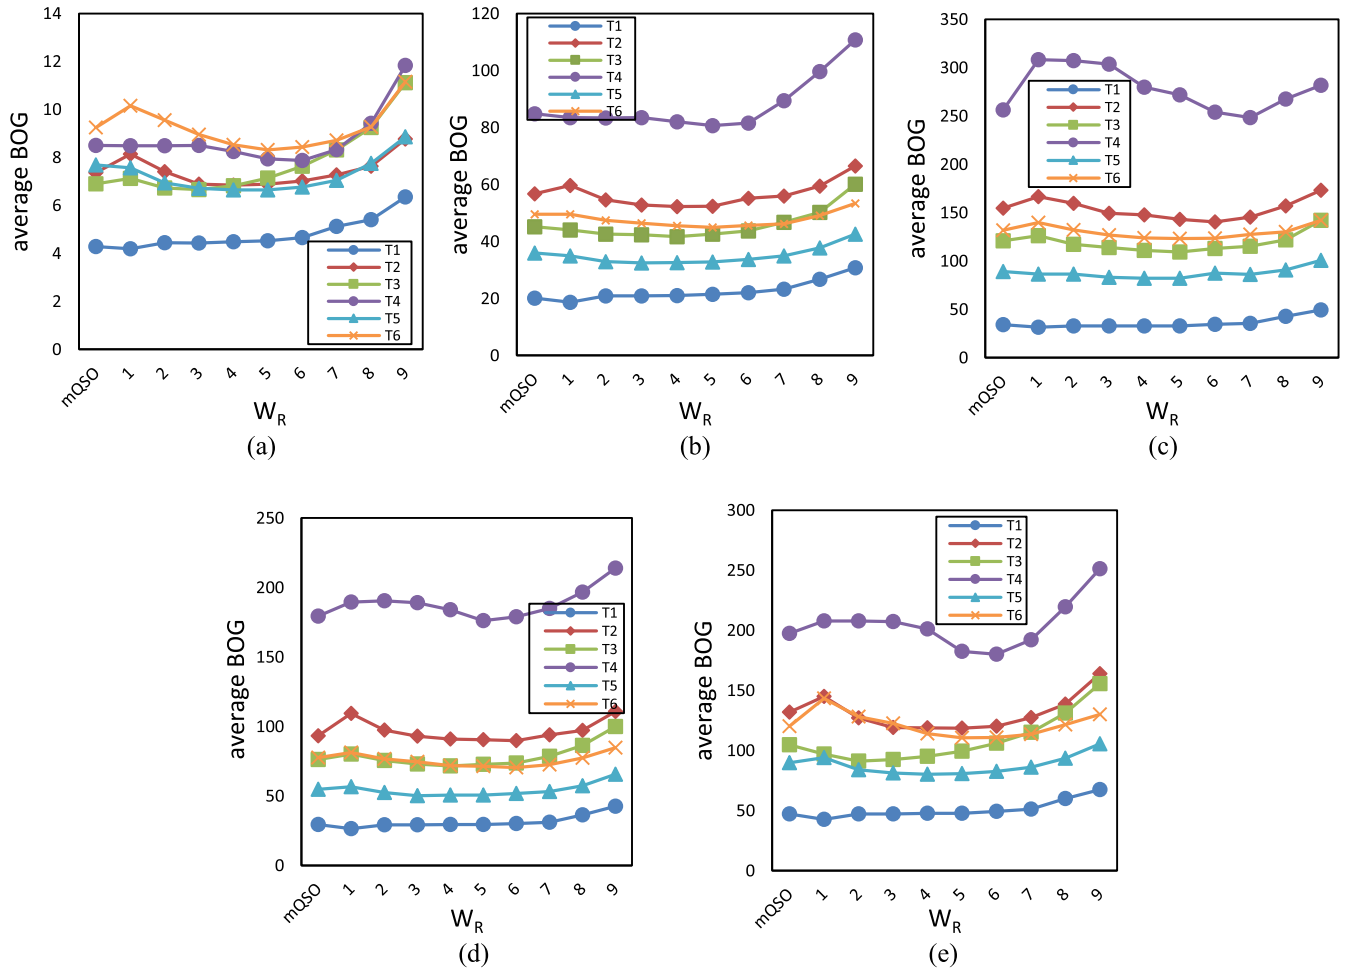 14
12
10
8
6
4
2
0
average BOG
T1
T2
T3
T4
T5
T6
mQSO 1 2 3 4 5 6 7 8 9
W_R
(a)
120
100
80
60
40
20
0
average BOG
T1
T2
T3
T4
T5
T6
mQSO 1 2 3 4 5 6 7 8 9
W_R
(b)
350
300
250
200
150
100
50
0
average BOG
T1
T2
T3
T4
T5
T6
mQSO 1 2 3 4 5 6 7 8 9
W_R
(c)
250
200
150
100
50
0
average BOG
T1
T2
T3
T4
T5
T6
mQSO 1 2 3 4 5 6 7 8 9
W_R
(d)
300
250
200
150
100
50
0
average BOG
T1
T2
T3
T4
T5
T6
mQSO 1 2 3 4 5 6 7 8 9
W_R
(e)